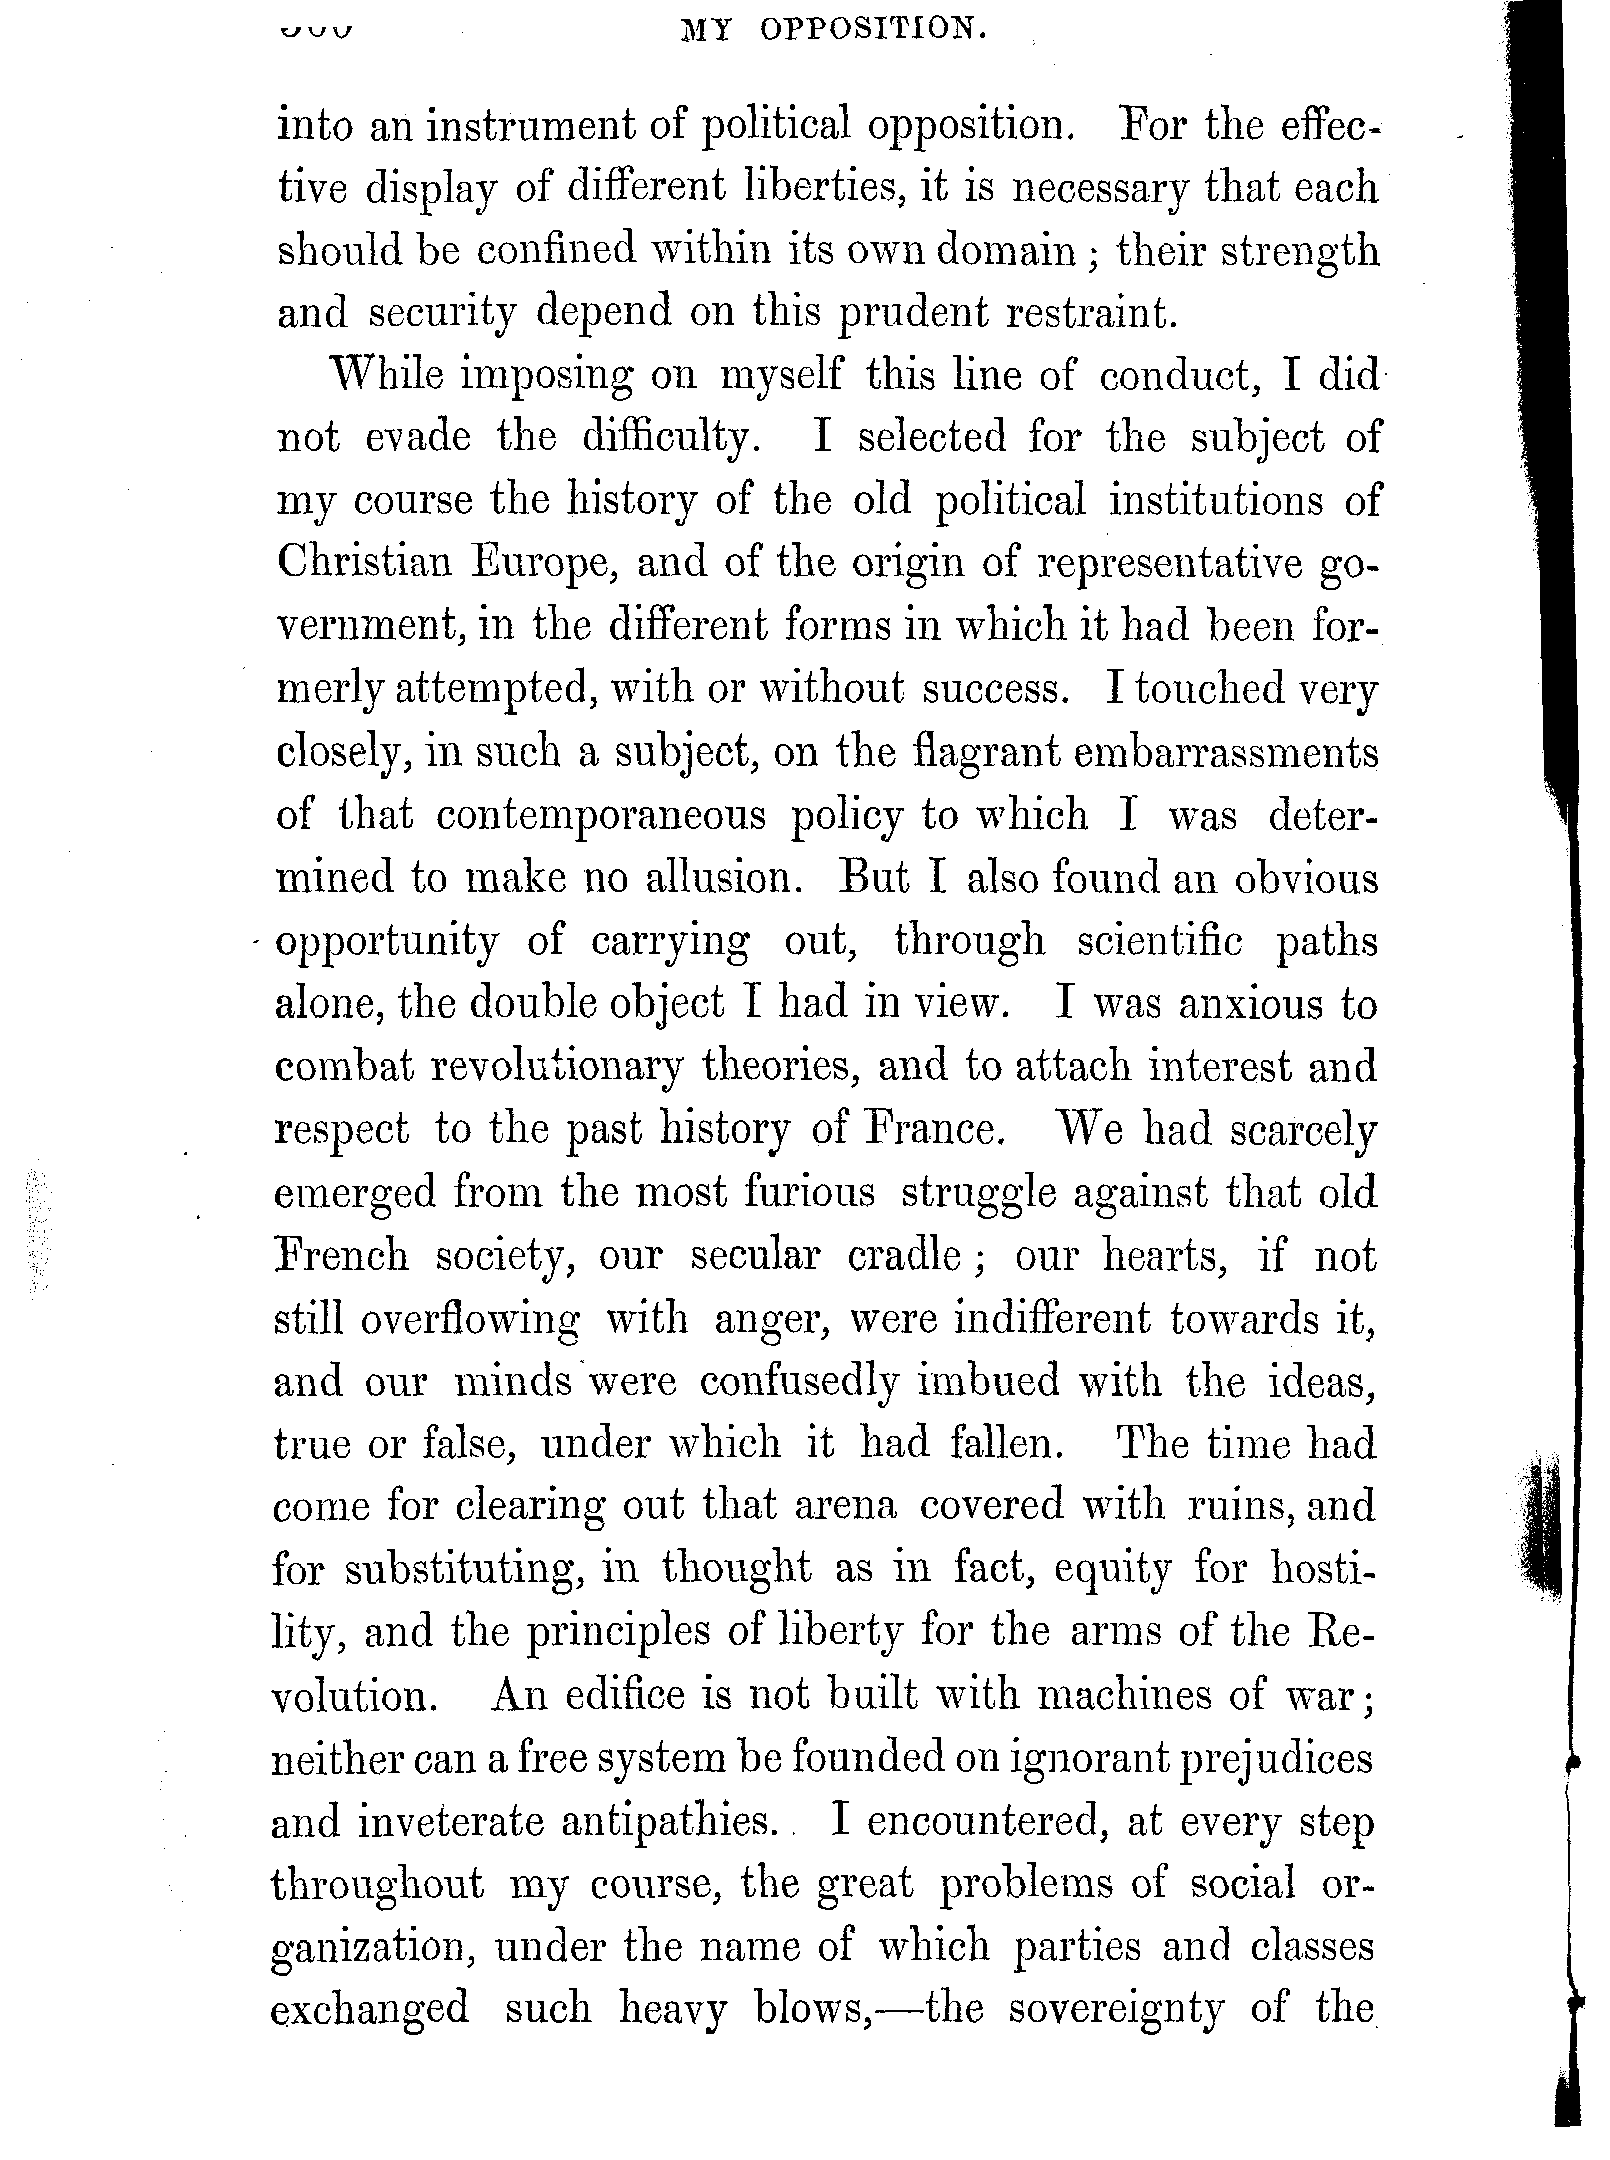 MY OPPOSITION.
into an instrument of political opposition. For the effec-
tive display of different liberties, it is necessary that each
should be confined within its own domain ; their strength
and security depend on this prudent restraint.
While imposing on myself this line of conduct, I did
not evade the difficulty. I selected for the subject of
my course the history of the old political institutions of
Christian Europe, and of the origin of representative go-
vernment, in the different forms in which it had been for-
merly attempted, with or without success. I touched very
closely, in such a subject, on the flagrant embarrassments
of that contemporaneous policy to which I was deter-
mined to make no allusion. But I also found an obvious
opportunity of carrying out, through scientific paths
alone, the double object I had in view. I was anxious to
combat revolutionary theories, and to attach interest and
respect to the past history of France. We had scarcely
emerged from the most furious struggle against that old
French society, our secular cradle ; our hearts, if not
still overflowing with anger, were indifferent towards it,
and our minds were confusedly imbued with the ideas,
true or false, under which it had fallen. The time had
come for clearing out that arena covered with ruins, and
for substituting, in thought as in fact, equity for hosti-
lity, and the principles of liberty for the arms of the Re-
volution. An edifice is not built with machines of war;
neither can a free system be founded on ignorant prejudices
and inveterate antipathies. I encountered, at every step
throughout my course, the great problems of social or-
ganization, under the name of which parties and classes
exchanged such heavy blows,—the sovereignty of the